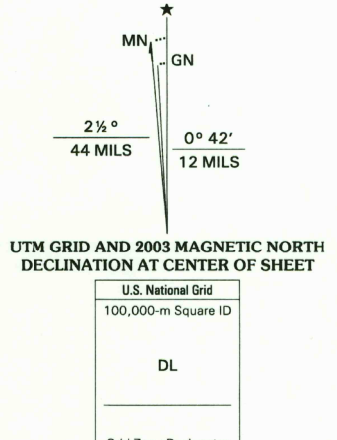 ★
MN
GN
2½° 0° 42′
44 MILS 12 MILS
UTM GRID AND 2003 MAGNETIC NORTH
DECLINATION AT CENTER OF SHEET
U.S. National Grid
100,000-m Square ID
DL